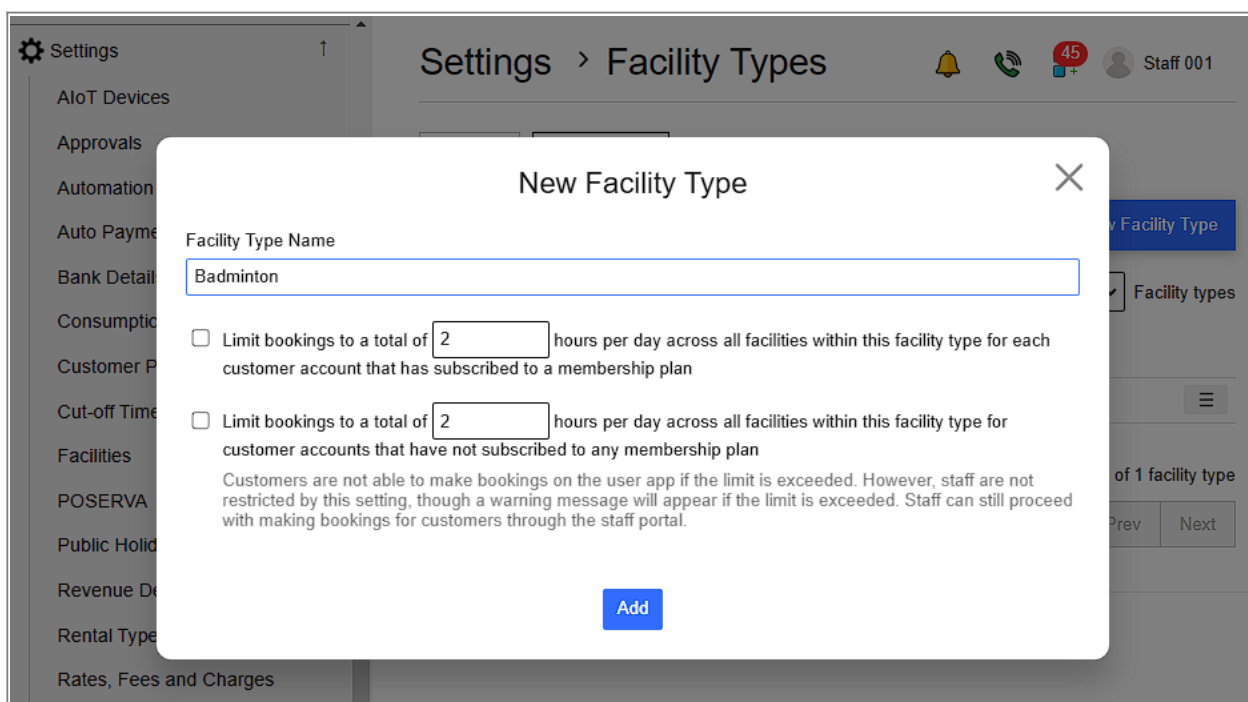 Settings ↑
Settings > Facility Types
45
Staff 001
AIoT Devices
Approvals
Automation
Auto Payme
Bank Detail
Consumptic
Customer P
Cut-off Time
Facilities
POSERVA
Public Holid
Revenue De
Rental Type
Rates, Fees and Charges
New Facility Type
Facility Type Name
Badminton
Limit bookings to a total of 2 hours per day across all facilities within this facility type for each
customer account that has subscribed to a membership plan
Limit bookings to a total of 2 hours per day across all facilities within this facility type for
customer accounts that have not subscribed to any membership plan
Customers are not able to make bookings on the user app if the limit is exceeded. However, staff are not
restricted by this setting, though a warning message will appear if the limit is exceeded. Staff can still proceed
with making bookings for customers through the staff portal.
Add
Facility Type
Facility types
of 1 facility type
Prev Next